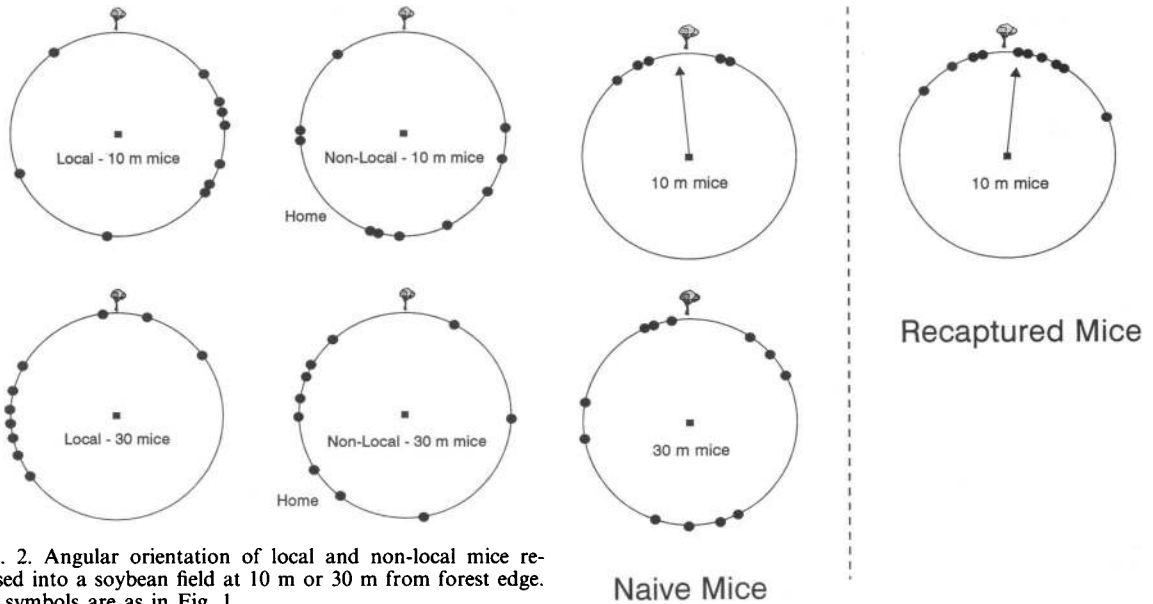 Local - 10 m mice
Non-Local - 10 m mice
Home
10 m mice
10 m mice
Local - 30 mice
Non-Local - 30 m mice
Home
30 m mice
Recaptured Mice
Naive Mice
. 2. Angular orientation of local and non-local mice re-
sed into a soybean field at 10 m or 30 m from forest edge.
symbols are as in Fig. 1